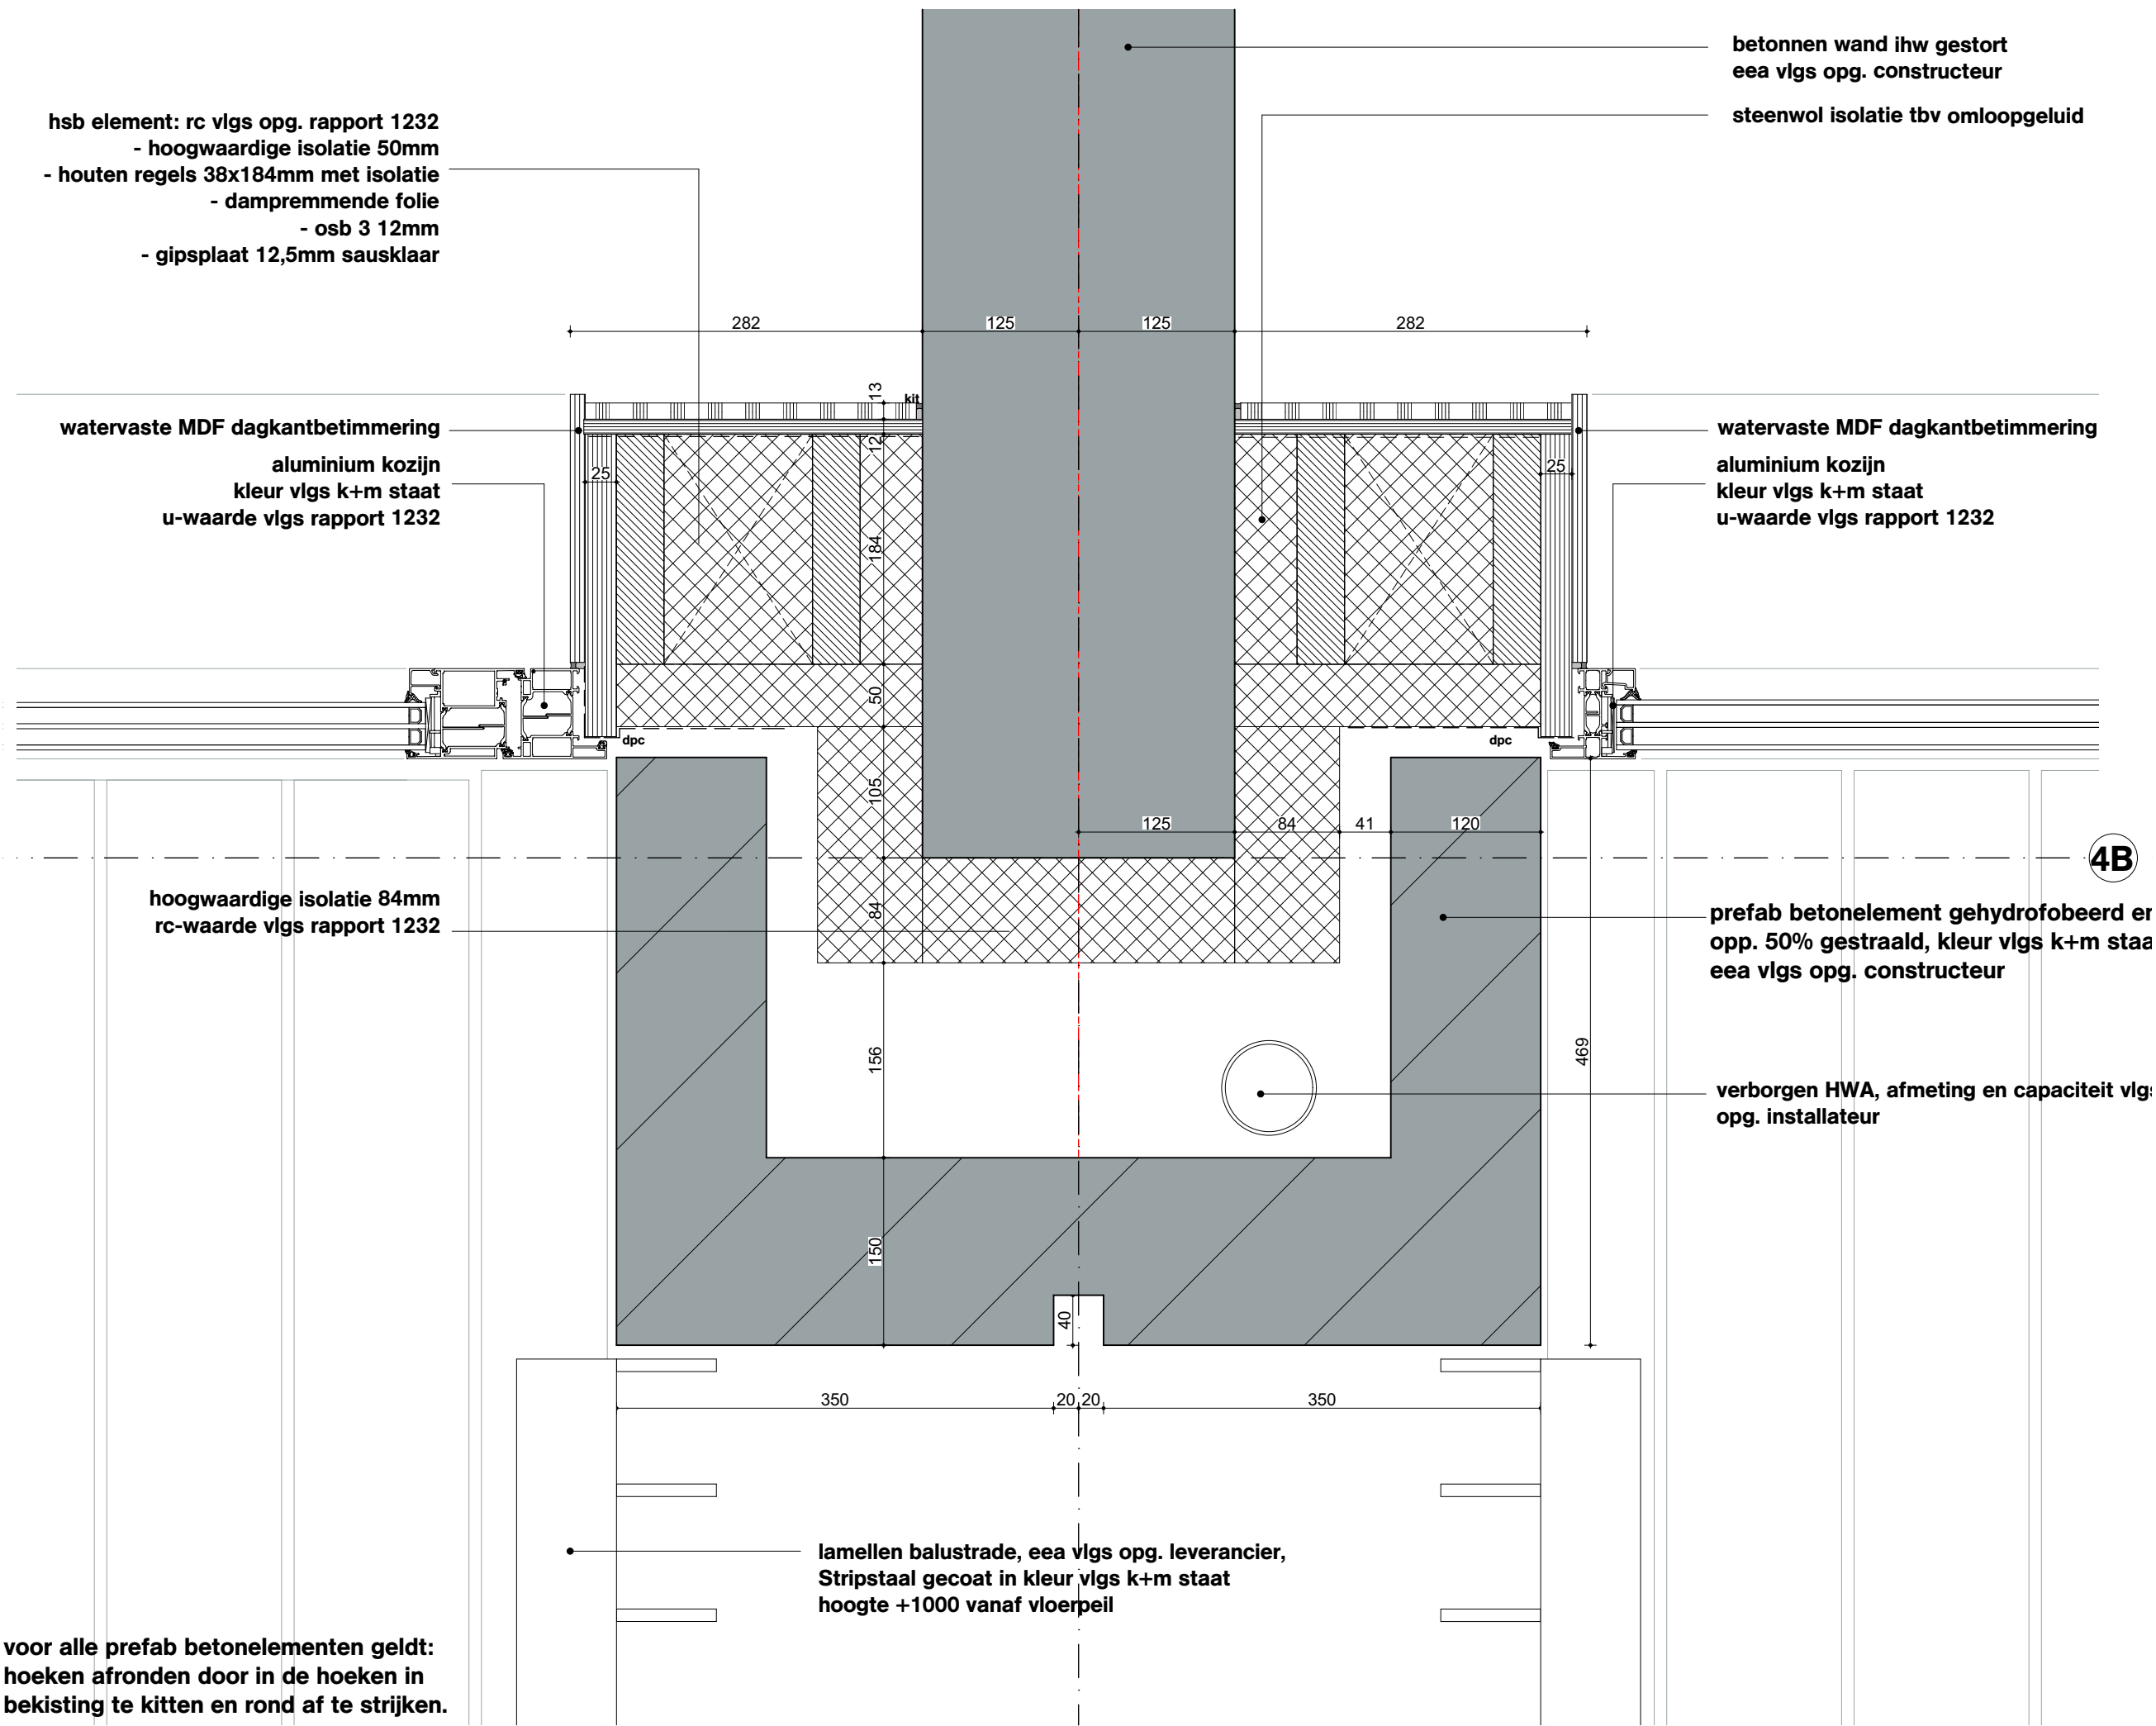 betonnen wand ihw gestort
eea vlgs opg. constructeur
steenwol isolatie tbv omloopgeluid
hsb element: rc vlgs opg. rapport 1232
- hoogwaardige isolatie 50mm
- houten regels 38x184mm met isolatie
- dampremmende folie
- osb 3 12mm
- gipsplaat 12,5mm sausklaar
282
125
125
282
13
kit
12
watervaste MDF dagkantbetimmering
aluminium kozijn
kleur vlgs k+m staat
u-waarde vlgs rapport 1232
watervaste MDF dagkantbetimmering
aluminium kozijn
kleur vlgs k+m staat
u-waarde vlgs rapport 1232
25
25
184
50
dpc
dpc
105
125
84
41
120
4B
hoogwaardige isolatie 84mm
rc-waarde vlgs rapport 1232
84
prefab betonelement gehydrofobeerd en
opp. 50% gestraald, kleur vlgs k+m staa
eea vlgs opg. constructeur
156
469
verborgen HWA, afmeting en capaciteit vlgs
opg. installateur
150
40
350
20
20
350
lamellen balustrade, eea vlgs opg. leverancier,
Stripstaal gecoat in kleur vlgs k+m staat
hoogte +1000 vanaf vloerpeil
voor alle prefab betonelementen geldt:
hoeken afronden door in de hoeken in
bekisting te kitten en rond af te strijken.